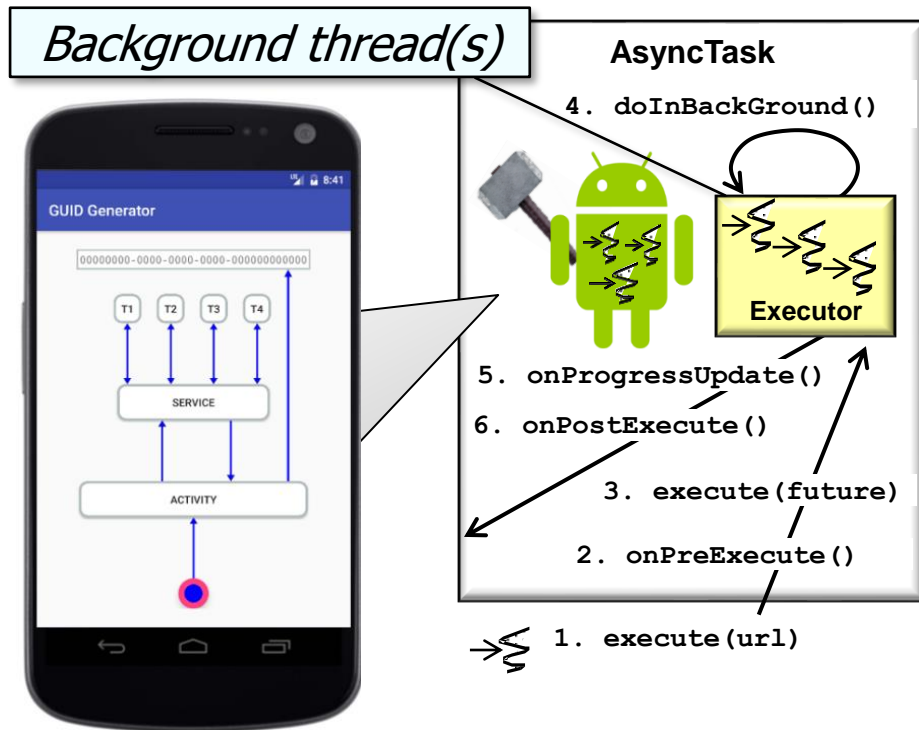 Background thread(s)
AsyncTask
4. doInBackGround()
8:41
GUID Generator
00000000-0000-0000-0000-000000000000
T1 T2 T3 T4
Executor
SERVICE
5. onProgressUpdate()
6. onPostExecute()
ACTIVITY
3. execute(future)
2. onPreExecute()
1. execute(url)